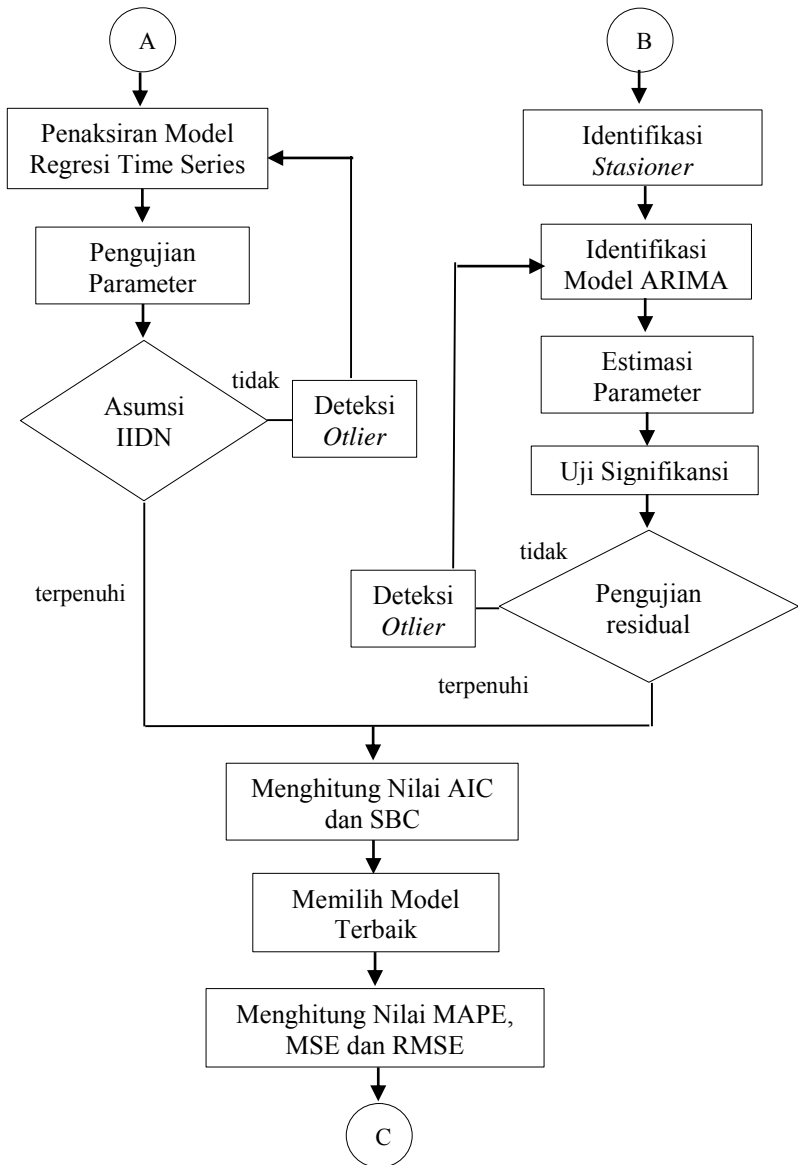 A
Penaksiran Model
Regresi Time Series
Pengujian
Parameter
Asumsi
IIDN
tidak
Deteksi
Otlier
terpenuhi
B
Identifikasi
Stasioner
Identifikasi
Model ARIMA
Estimasi
Parameter
Uji Signifikansi
Pengujian
residual
tidak
Deteksi
Otlier
terpenuhi
Menghitung Nilai AIC
dan SBC
Memilih Model
Terbaik
Menghitung Nilai MAPE,
MSE dan RMSE
C